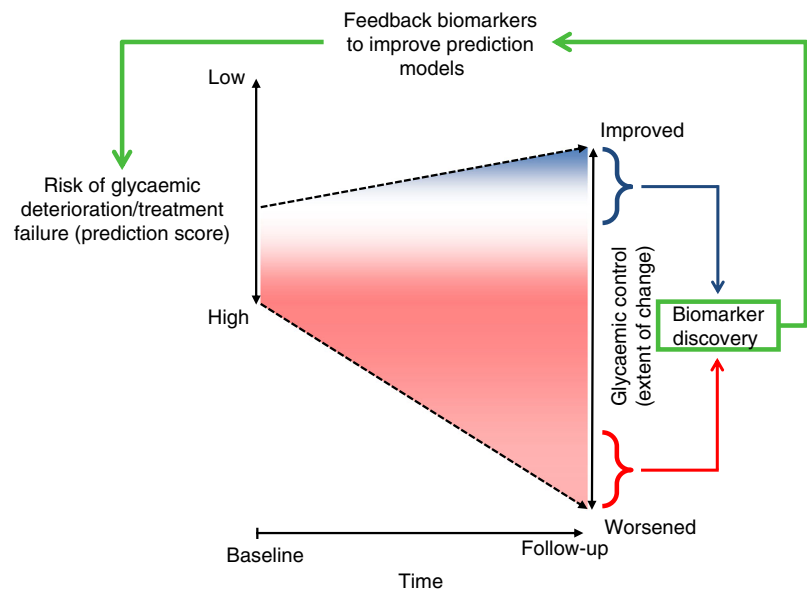 Feedback biomarkers
to improve prediction
models
Low
Improved
Risk of glycaemic
deterioration/treatment
failure (prediction score)
High
Glycaemic control
(extent of change)
Biomarker
discovery
Worsened
Baseline
Follow-up
Time